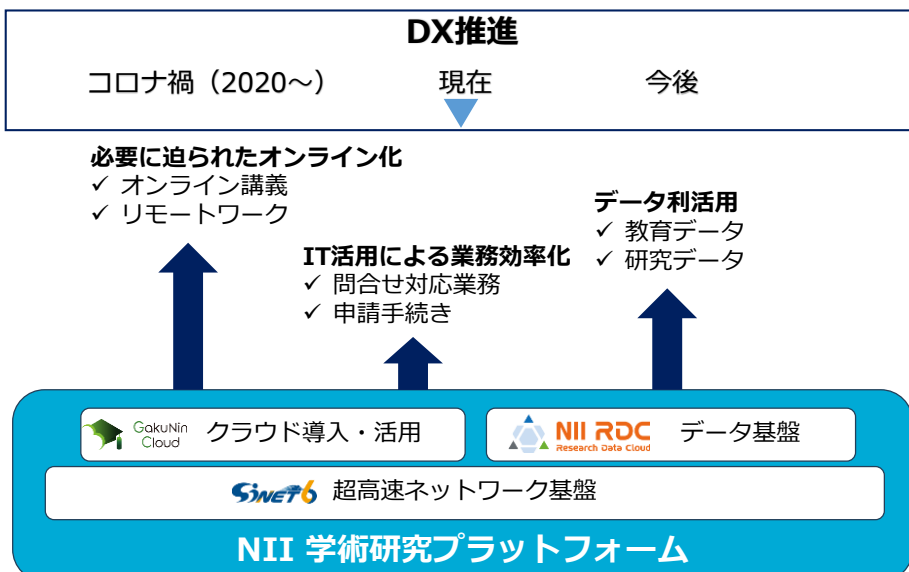 DX推進
コロナ禍（2020～）
現在
今後
必要に迫られたオンライン化
✓ オンライン講義
✓ リモートワーク
IT活用による業務効率化
✓ 問合せ対応業務
✓ 申請手続き
データ利活用
✓ 教育データ
✓ 研究データ
GakuNin
Cloud
クラウド導入・活用
NII RDC
Research Data Cloud
データ基盤
SINET6
超高速ネットワーク基盤
NII 学術研究プラットフォーム